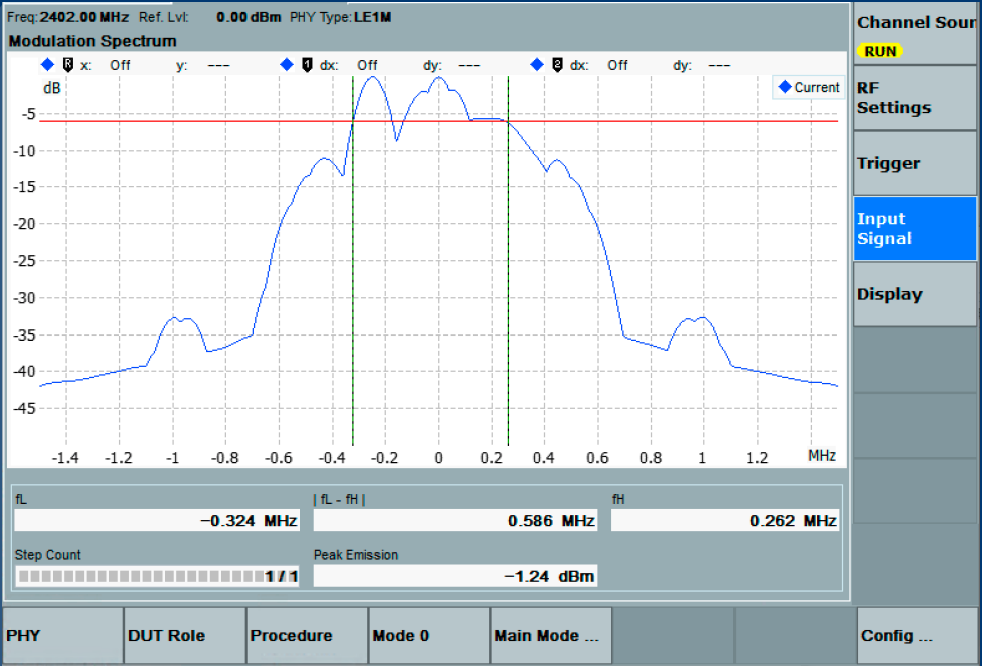 Freq:2402.00 MHz Ref. Lvl: 0.00 dBm PHY Type:LE1M
Modulation Spectrum
R x: Off y: --- 1 dx: Off dy: --- 2 dx: Off dy: ---
dB
Current
-5
-10
-15
-20
-25
-30
-35
-40
-45
-1.4 -1.2 -1 -0.8 -0.6 -0.4 -0.2 0 0.2 0.4 0.6 0.8 1 1.2 MHz
fL | fL - fH | fH
−0.324 MHz 0.586 MHz 0.262 MHz
Step Count Peak Emission
1 / 1 −1.24 dBm
Channel Sour
RUN
RF
Settings
Trigger
Input
Signal
Display
PHY DUT Role Procedure Mode 0 Main Mode ... Config ...